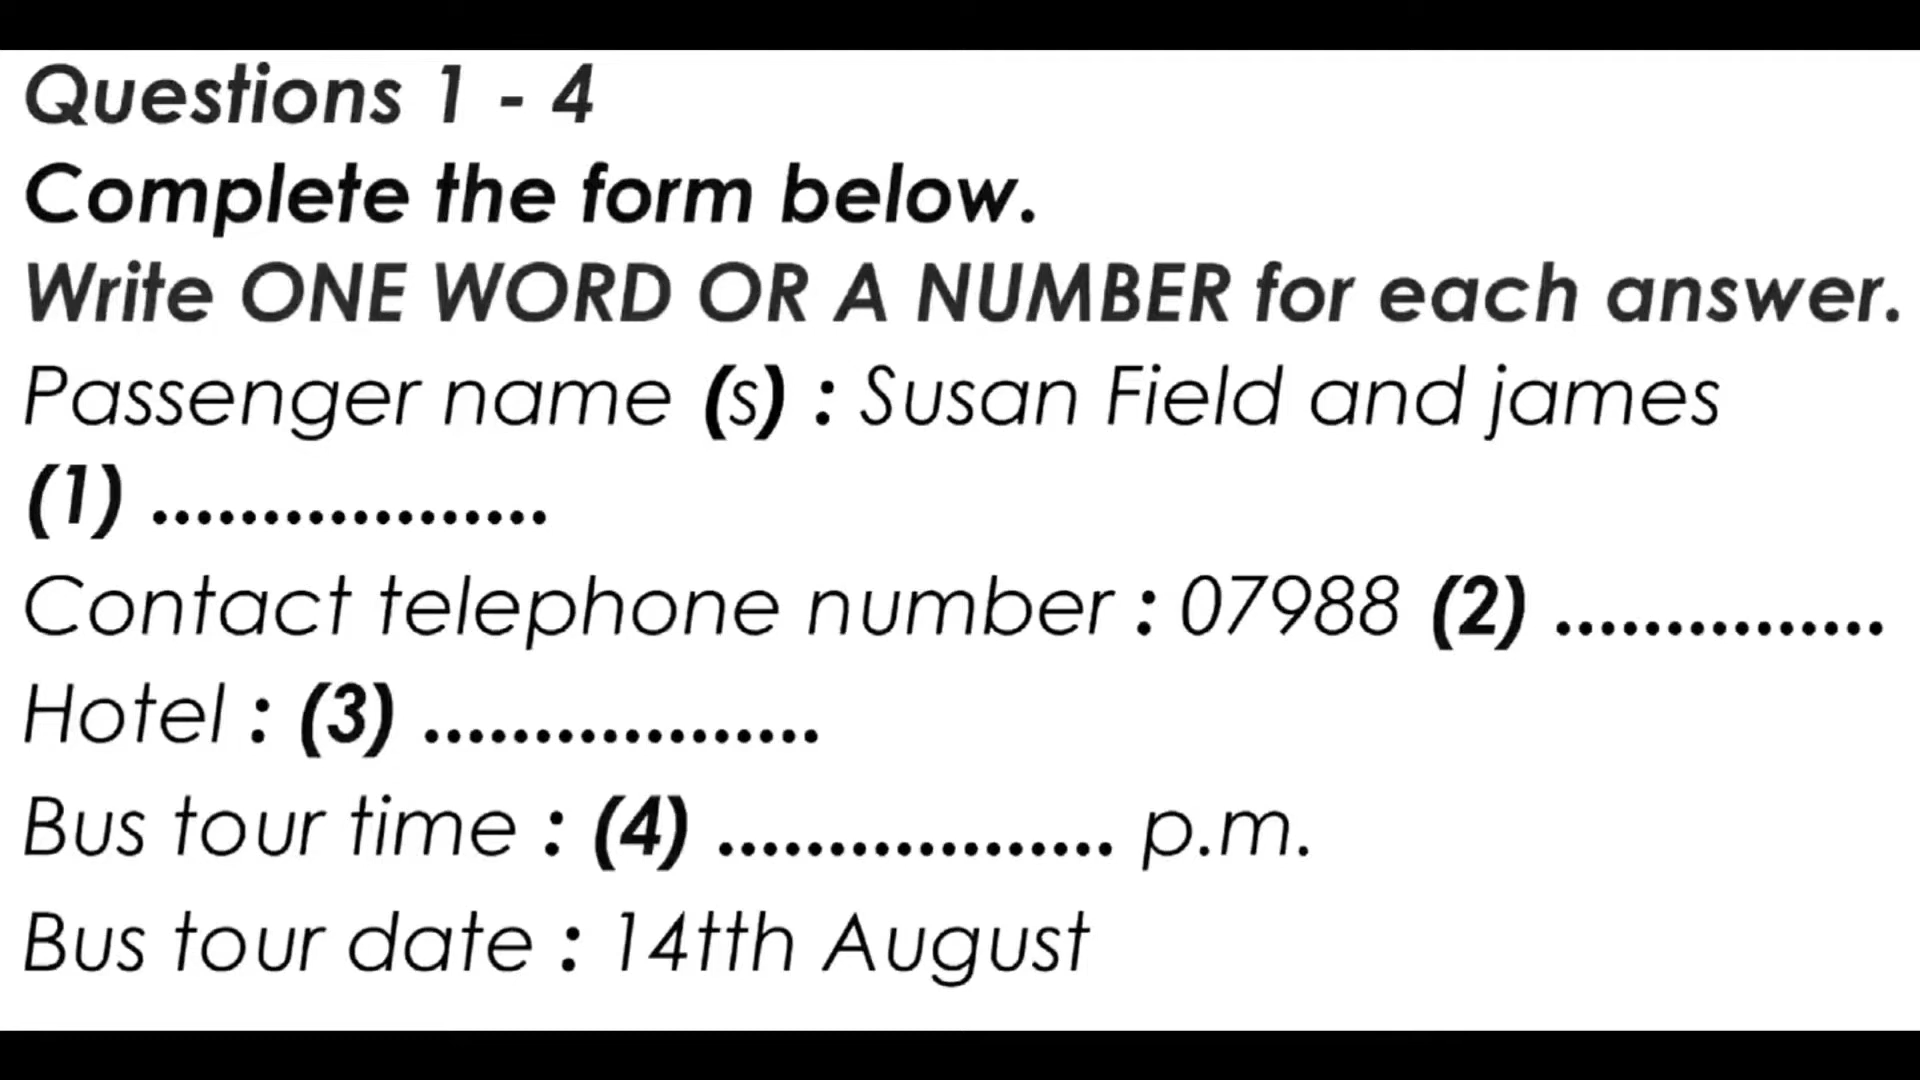 Questions 1 - 4
Complete the form below.
Write ONE WORD OR A NUMBER for each answer.
Passenger name (s) : Susan Field and james
(1) ..................
Contact telephone number : 07988 (2) ...............
Hotel : (3) ..................
Bus tour time : (4) .................. p.m.
Bus tour date : 14tth August